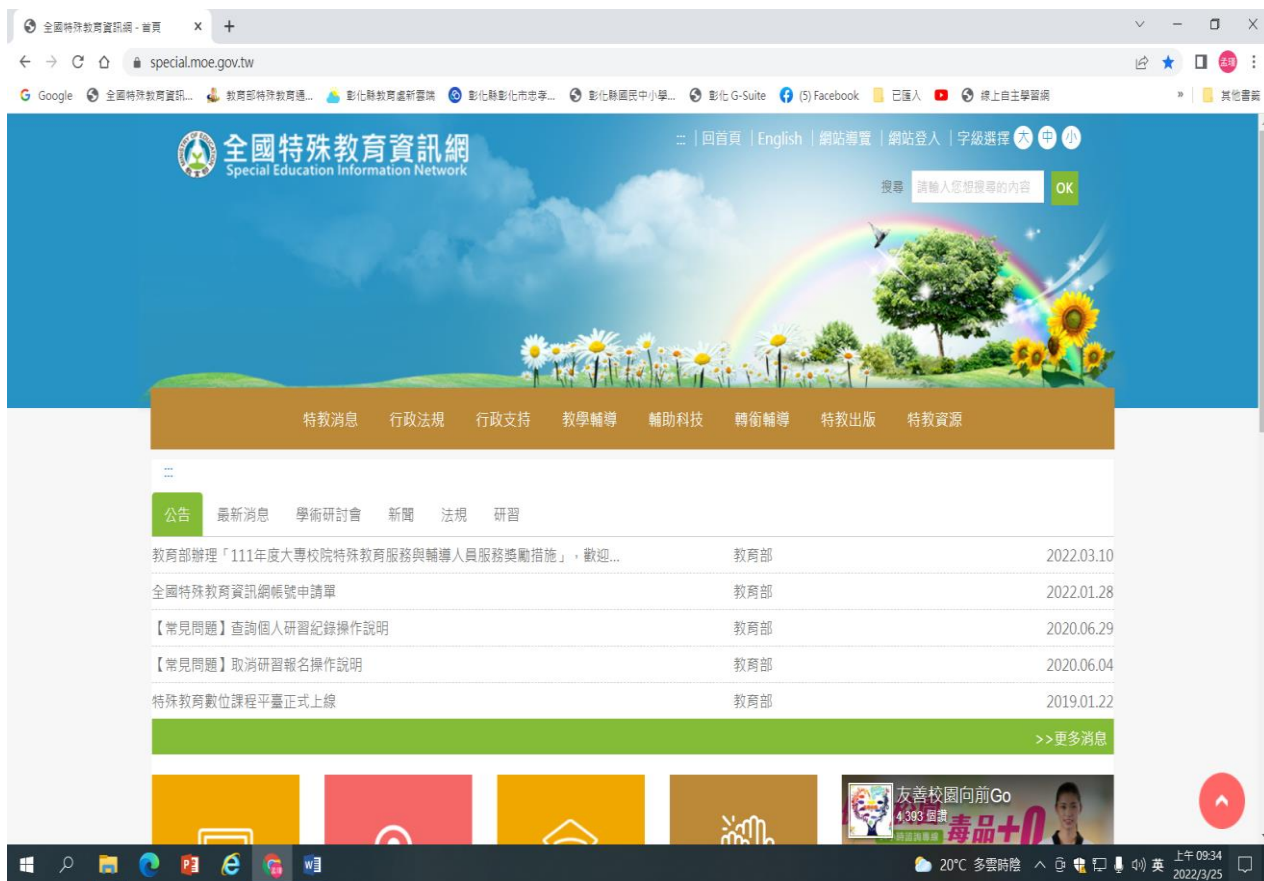 全國特殊教育資訊網 - 首頁
special.moe.gov.tw
Google 全國特殊教育資訊... 教育部特殊教育通... 彰化縣教育處新雲端 彰化縣彰化市忠孝... 彰化縣國民中小學... 彰化 G-Suite (5) Facebook 已匯入 線上自主學習網 » 其他書籤
全國特殊教育資訊網
Special Education Information Network
::: | 回首頁 | English | 網站導覽 | 網站登入 | 字級選擇 大 中 小
搜尋 請輸入您想搜尋的內容 OK
特教消息 行政法規 行政支持 教學輔導 輔助科技 轉銜輔導 特教出版 特教資源
:::
公告 最新消息 學術研討會 新聞 法規 研習
教育部辦理「111年度大專校院特殊教育服務與輔導人員服務獎勵措施」，歡迎... 教育部 2022.03.10
全國特殊教育資訊網帳號申請單 教育部 2022.01.28
【常見問題】查詢個人研習紀錄操作說明 教育部 2020.06.29
【常見問題】取消研習報名操作說明 教育部 2020.06.04
特殊教育數位課程平臺正式上線 教育部 2019.01.22
>>更多消息
友善校園向前Go
4,393 個讚
毒品+0
20°C 多雲時陰 英 上午 09:34
2022/3/25